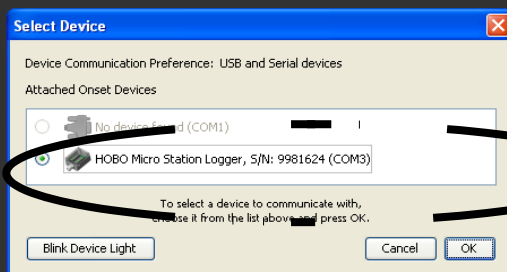 Select Device
Device Communication Preference: USB and Serial devices
Attached Onset Devices
No device found (COM1)
HOBO Micro Station Logger, S/N: 9981624 (COM3)
To select a device to communicate with,
choose it from the list above and press OK.
Blink Device Light
Cancel
OK